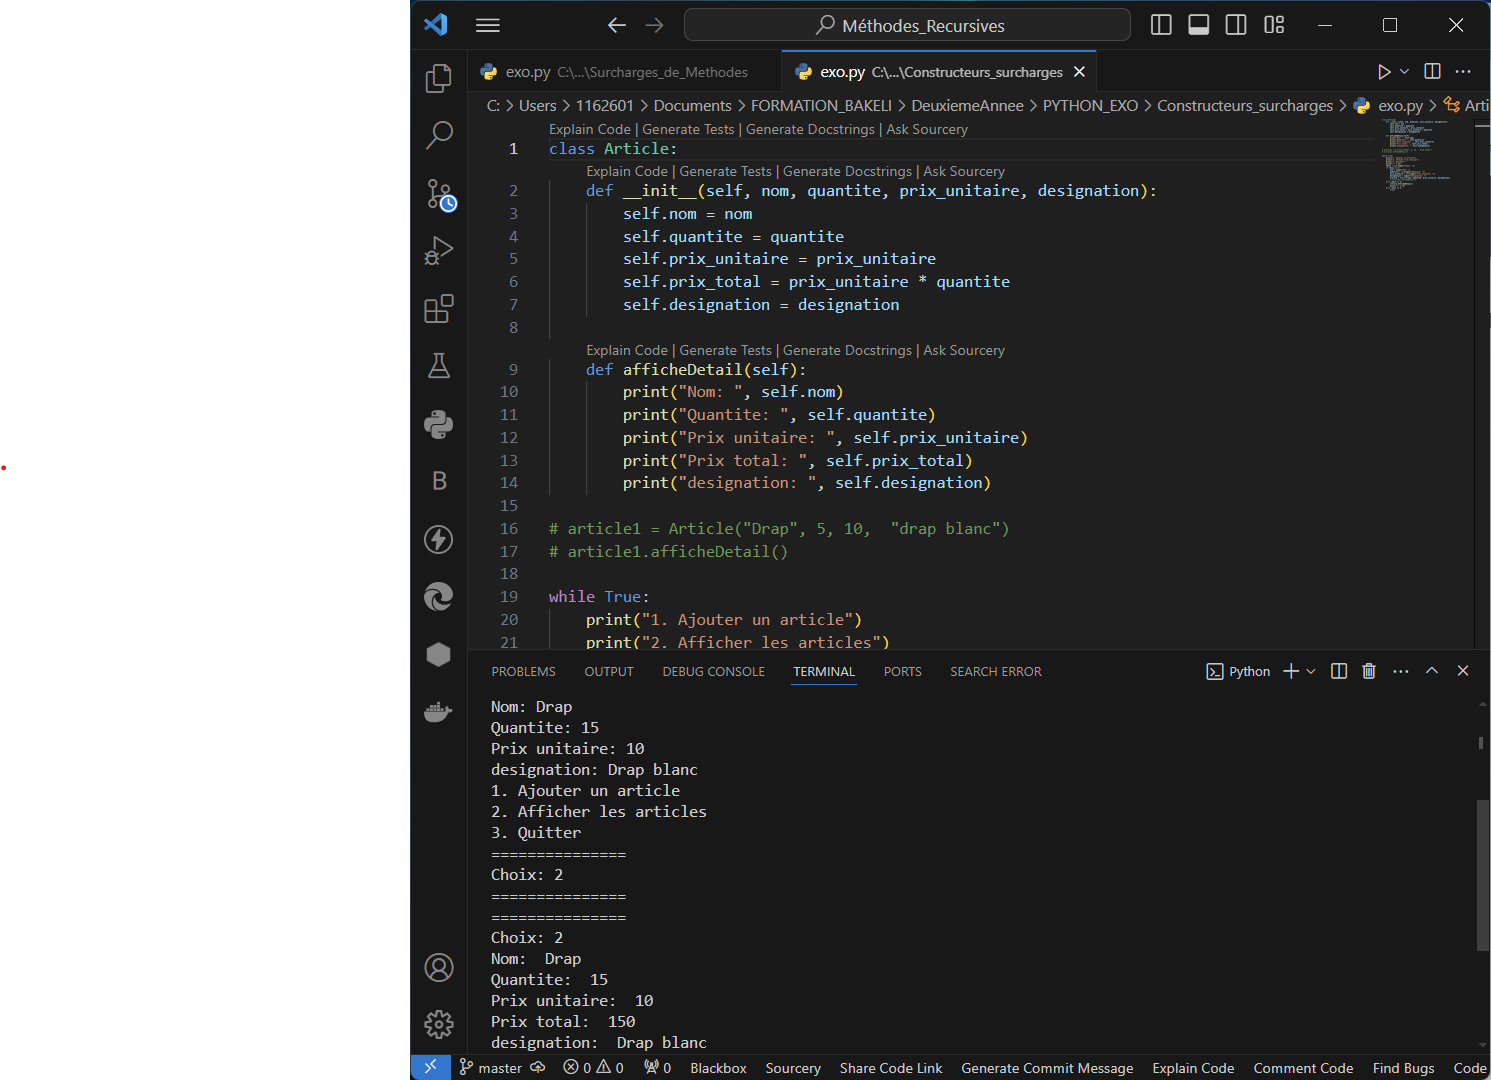 Méthodes_Recursives
exo.py C:\...\Surcharges_de_Methodes
exo.py C:\...\Constructeurs_surcharges
C: > Users > 1162601 > Documents > FORMATION_BAKELI > DeuxiemeAnnee > PYTHON_EXO > Constructeurs_surcharges > exo.py > Arti
Explain Code | Generate Tests | Generate Docstrings | Ask Sourcery
1 class Article:
Explain Code | Generate Tests | Generate Docstrings | Ask Sourcery
2 def __init__(self, nom, quantite, prix_unitaire, designation):
3 self.nom = nom
4 self.quantite = quantite
5 self.prix_unitaire = prix_unitaire
6 self.prix_total = prix_unitaire * quantite
7 self.designation = designation
8
Explain Code | Generate Tests | Generate Docstrings | Ask Sourcery
9 def afficheDetail(self):
10 print("Nom: ", self.nom)
11 print("Quantite: ", self.quantite)
12 print("Prix unitaire: ", self.prix_unitaire)
13 print("Prix total: ", self.prix_total)
14 print("designation: ", self.designation)
15
16 # article1 = Article("Drap", 5, 10,  "drap blanc")
17 # article1.afficheDetail()
18
19 while True:
20 print("1. Ajouter un article")
21 print("2. Afficher les articles")
B
PROBLEMS OUTPUT DEBUG CONSOLE TERMINAL PORTS SEARCH ERROR Python
Nom: Drap
Quantite: 15
Prix unitaire: 10
designation: Drap blanc
1. Ajouter un article
2. Afficher les articles
3. Quitter
===============
Choix: 2
===============
===============
Choix: 2
Nom:  Drap
Quantite:  15
Prix unitaire:  10
Prix total:  150
designation:  Drap blanc
master 0 0 0 Blackbox Sourcery Share Code Link Generate Commit Message Explain Code Comment Code Find Bugs Code